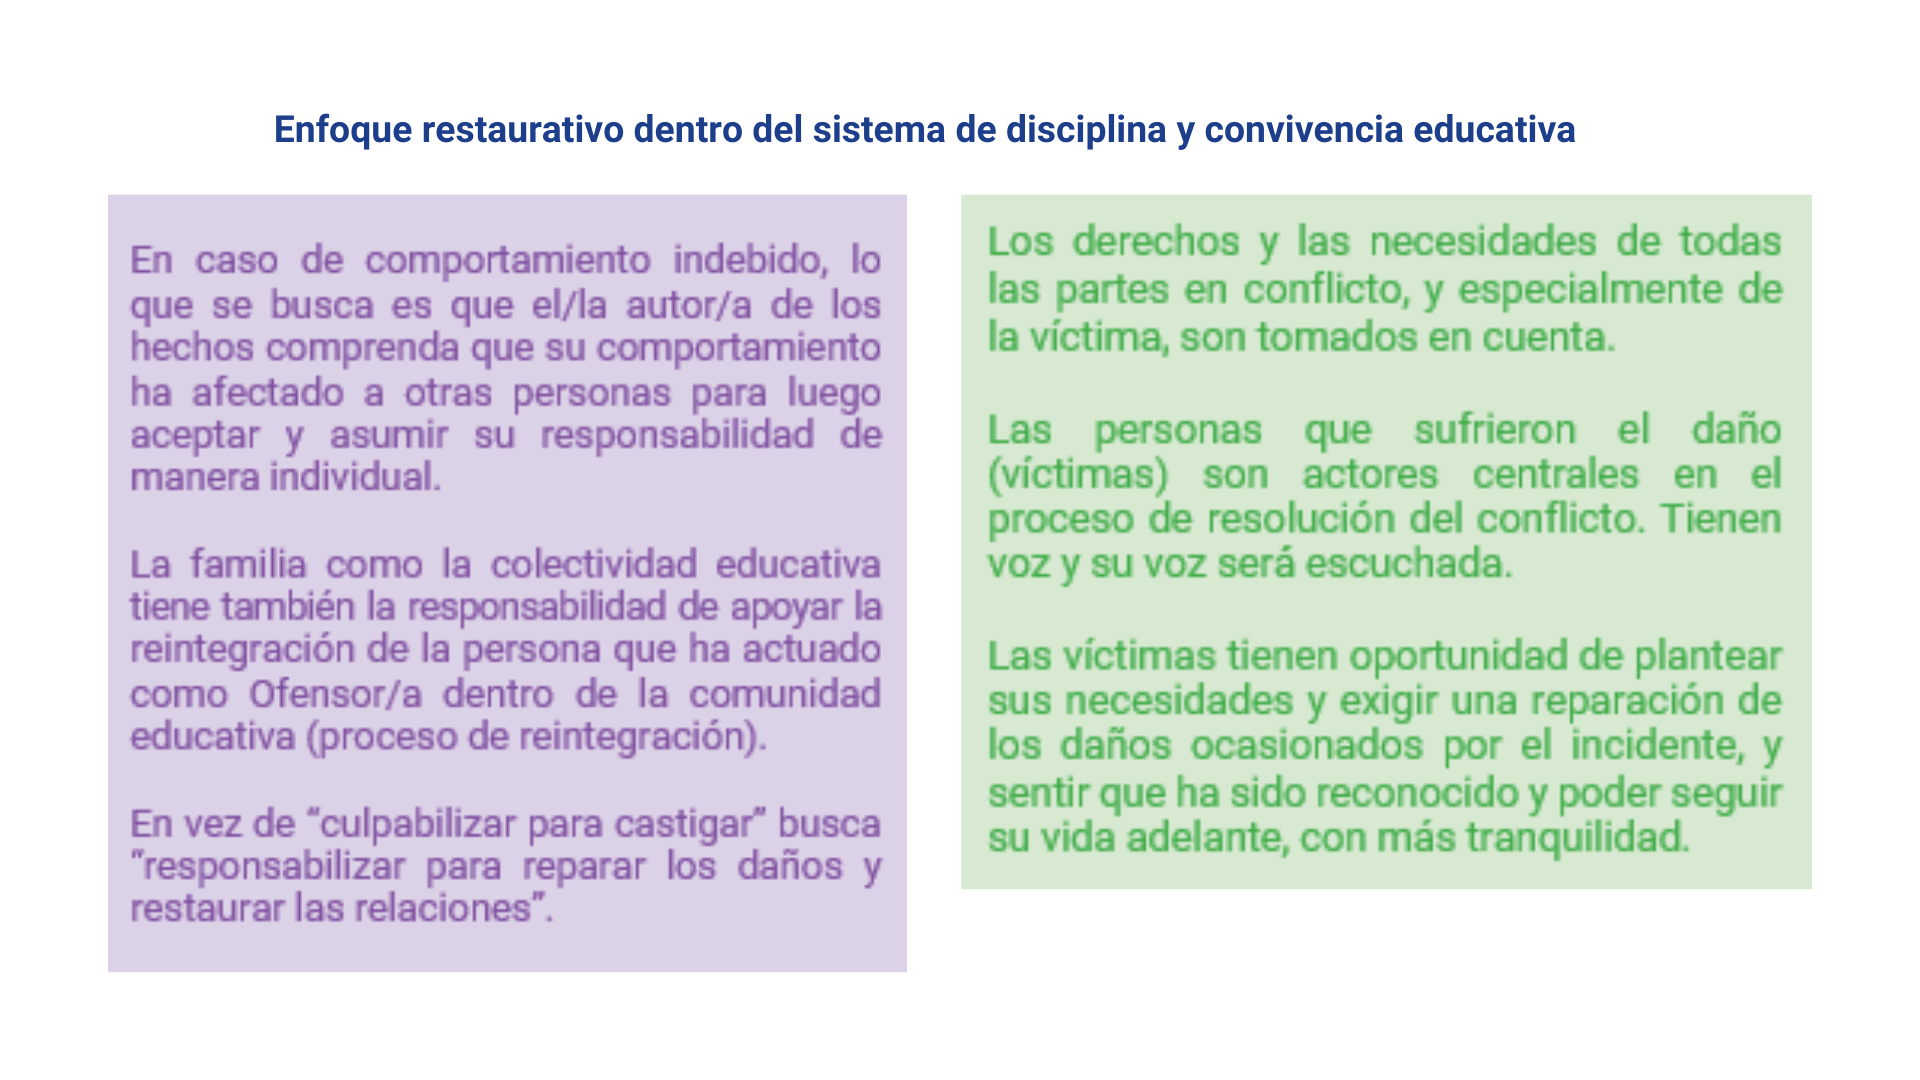 Enfoque restaurativo dentro del sistema de disciplina y convivencia educativa
En caso de comportamiento indebido, lo
que se busca es que el/la autor/a de los
hechos comprenda que su comportamiento
ha afectado a otras personas para luego
aceptar y asumir su responsabilidad de
manera individual.
La familia como la colectividad educativa
tiene también la responsabilidad de apoyar la
reintegración de la persona que ha actuado
como Ofensor/a dentro de la comunidad
educativa (proceso de reintegración).
En vez de “culpabilizar para castigar” busca
“responsabilizar para reparar los daños y
restaurar las relaciones”.
Los derechos y las necesidades de todas
las partes en conflicto, y especialmente de
la víctima, son tomados en cuenta.
Las personas que sufrieron el daño
(víctimas) son actores centrales en el
proceso de resolución del conflicto. Tienen
voz y su voz será escuchada.
Las víctimas tienen oportunidad de plantear
sus necesidades y exigir una reparación de
los daños ocasionados por el incidente, y
sentir que ha sido reconocido y poder seguir
su vida adelante, con más tranquilidad.